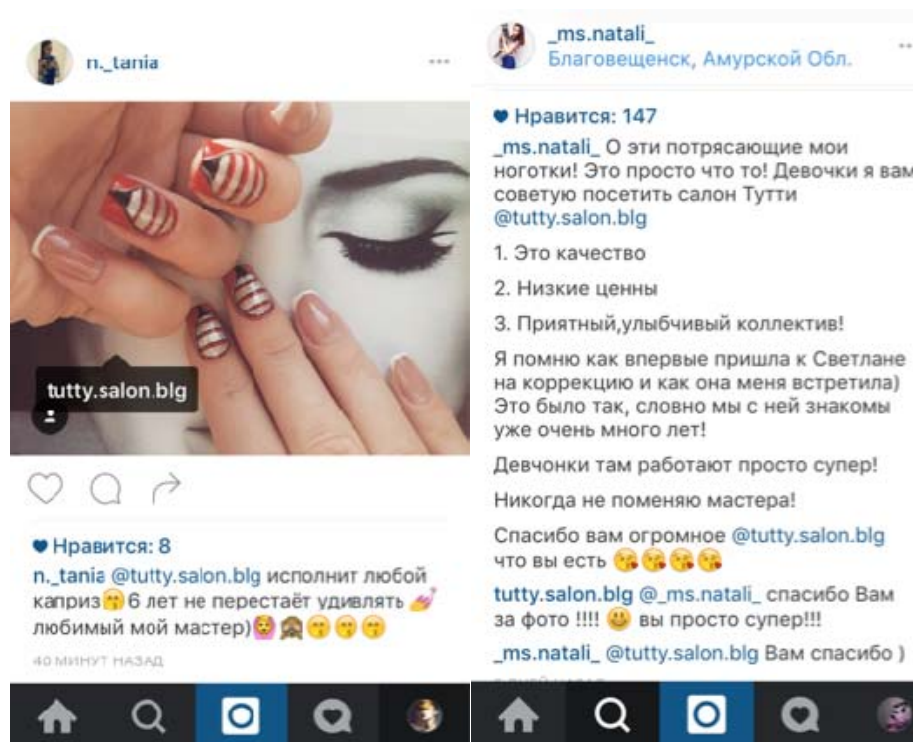 n._tania
tutty.salon.blg
Нравится: 8
n._tania @tutty.salon.blg исполнит любой
каприз😙6 лет не перестаёт удивлять 💅
любимый мой мастер)🙆🙈😙😙😙
40 МИНУТ НАЗАД
_ms.natali_
Благовещенск, Амурской Обл.
Нравится: 147
_ms.natali_ О эти потрясающие мои
ноготки! Это просто что то! Девочки я вам
советую посетить салон Тутти
@tutty.salon.blg
1. Это качество
2. Низкие ценны
3. Приятный,улыбчивый коллектив!
Я помню как впервые пришла к Светлане
на коррекцию и как она меня встретила)
Это было так, словно мы с ней знакомы
уже очень много лет!
Девчонки там работают просто супер!
Никогда не поменяю мастера!
Спасибо вам огромное @tutty.salon.blg
что вы есть 😘😘😘😘
tutty.salon.blg @_ms.natali_ спасибо Вам
за фото !!!! 😃 вы просто супер!!!
_ms.natali_ @tutty.salon.blg Вам спасибо )